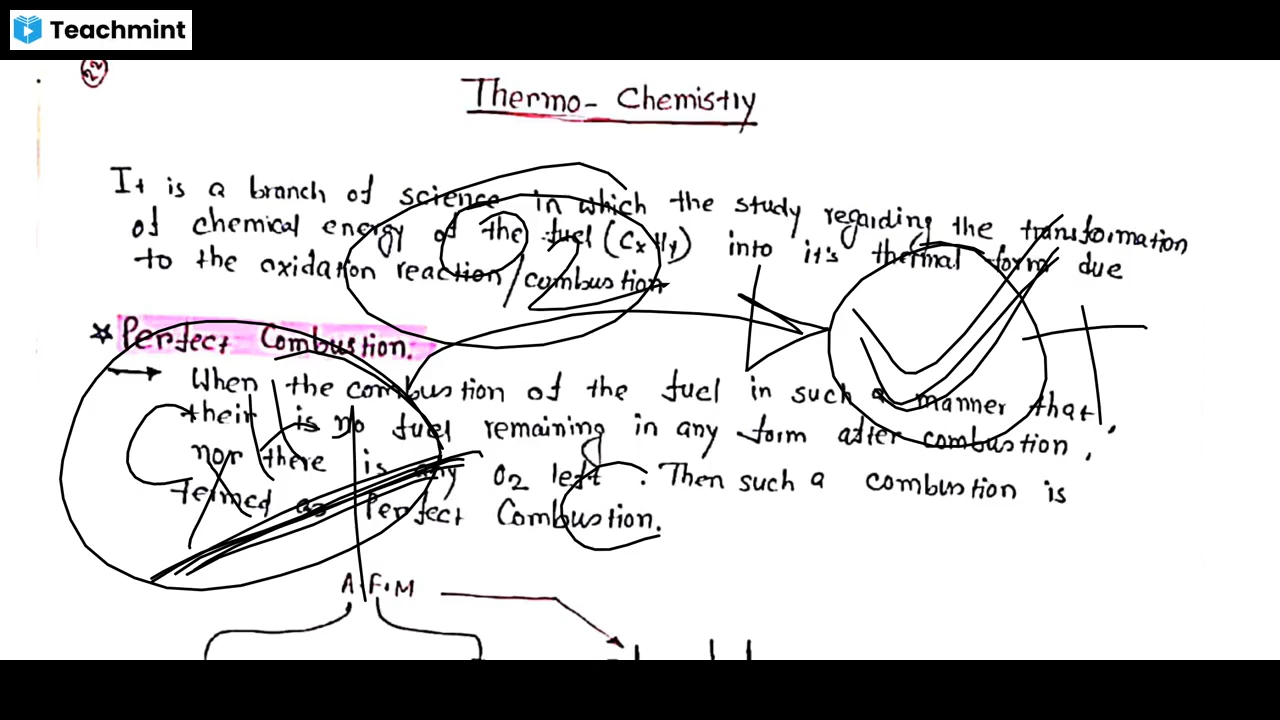 Teachmint
22
Thermo- Chemistry
It is a branch of science in which the study regarding the transformation
of chemical energy of the fuel (CxHy) into it's thermal form due
to the oxidation reaction/combustion
O2
Perfect Combustion.
When the combustion of the fuel in such a manner that,
their is no fuel remaining in any form after combustion,
nor there is any O2 left. Then such a combustion is
termed as Perfect Combustion.
A.F.M